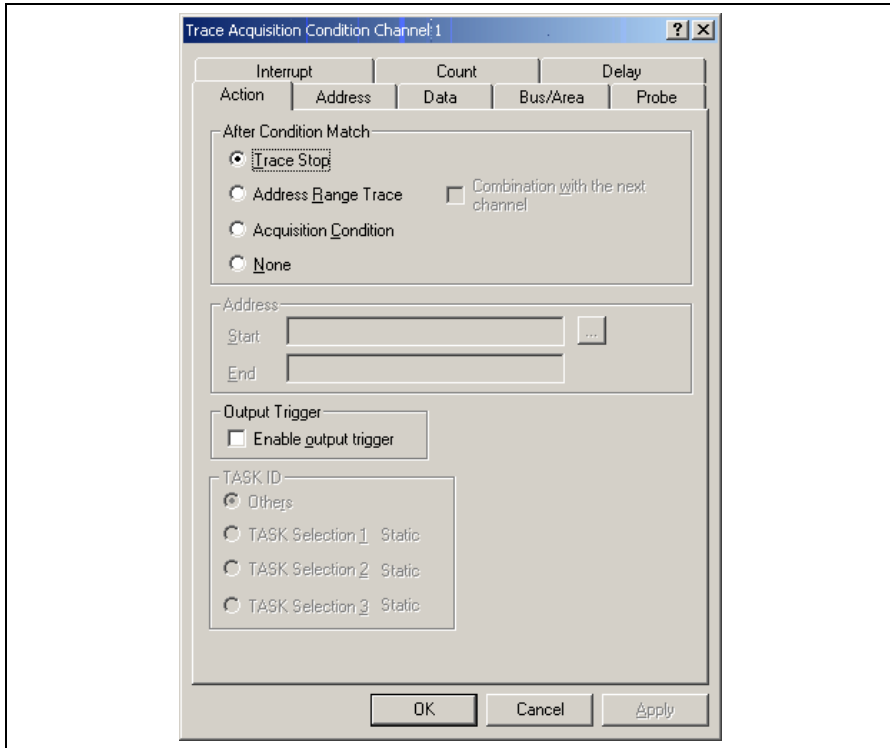 Trace Acquisition Condition Channel 1
Interrupt Count Delay
Action Address Data Bus/Area Probe
After Condition Match
Trace Stop
Address Range Trace
Combination with the next
channel
Acquisition Condition
None
Address
Start
...
End
Output Trigger
Enable output trigger
TASK ID
Others
TASK Selection 1 Static
TASK Selection 2 Static
TASK Selection 3 Static
OK Cancel Apply